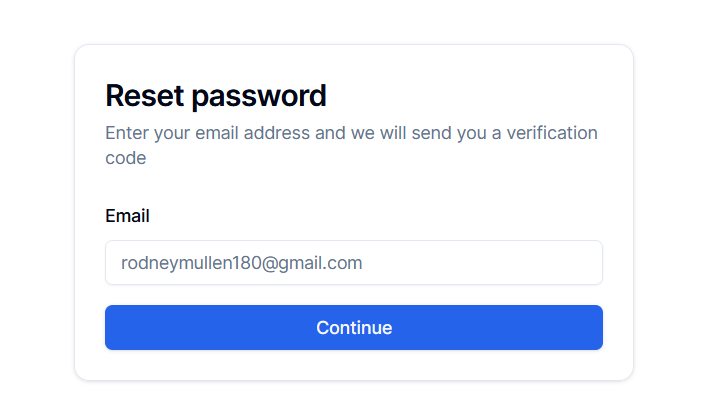 Reset password
Enter your email address and we will send you a verification
code
Email
rodneymullen180@gmail.com
Continue